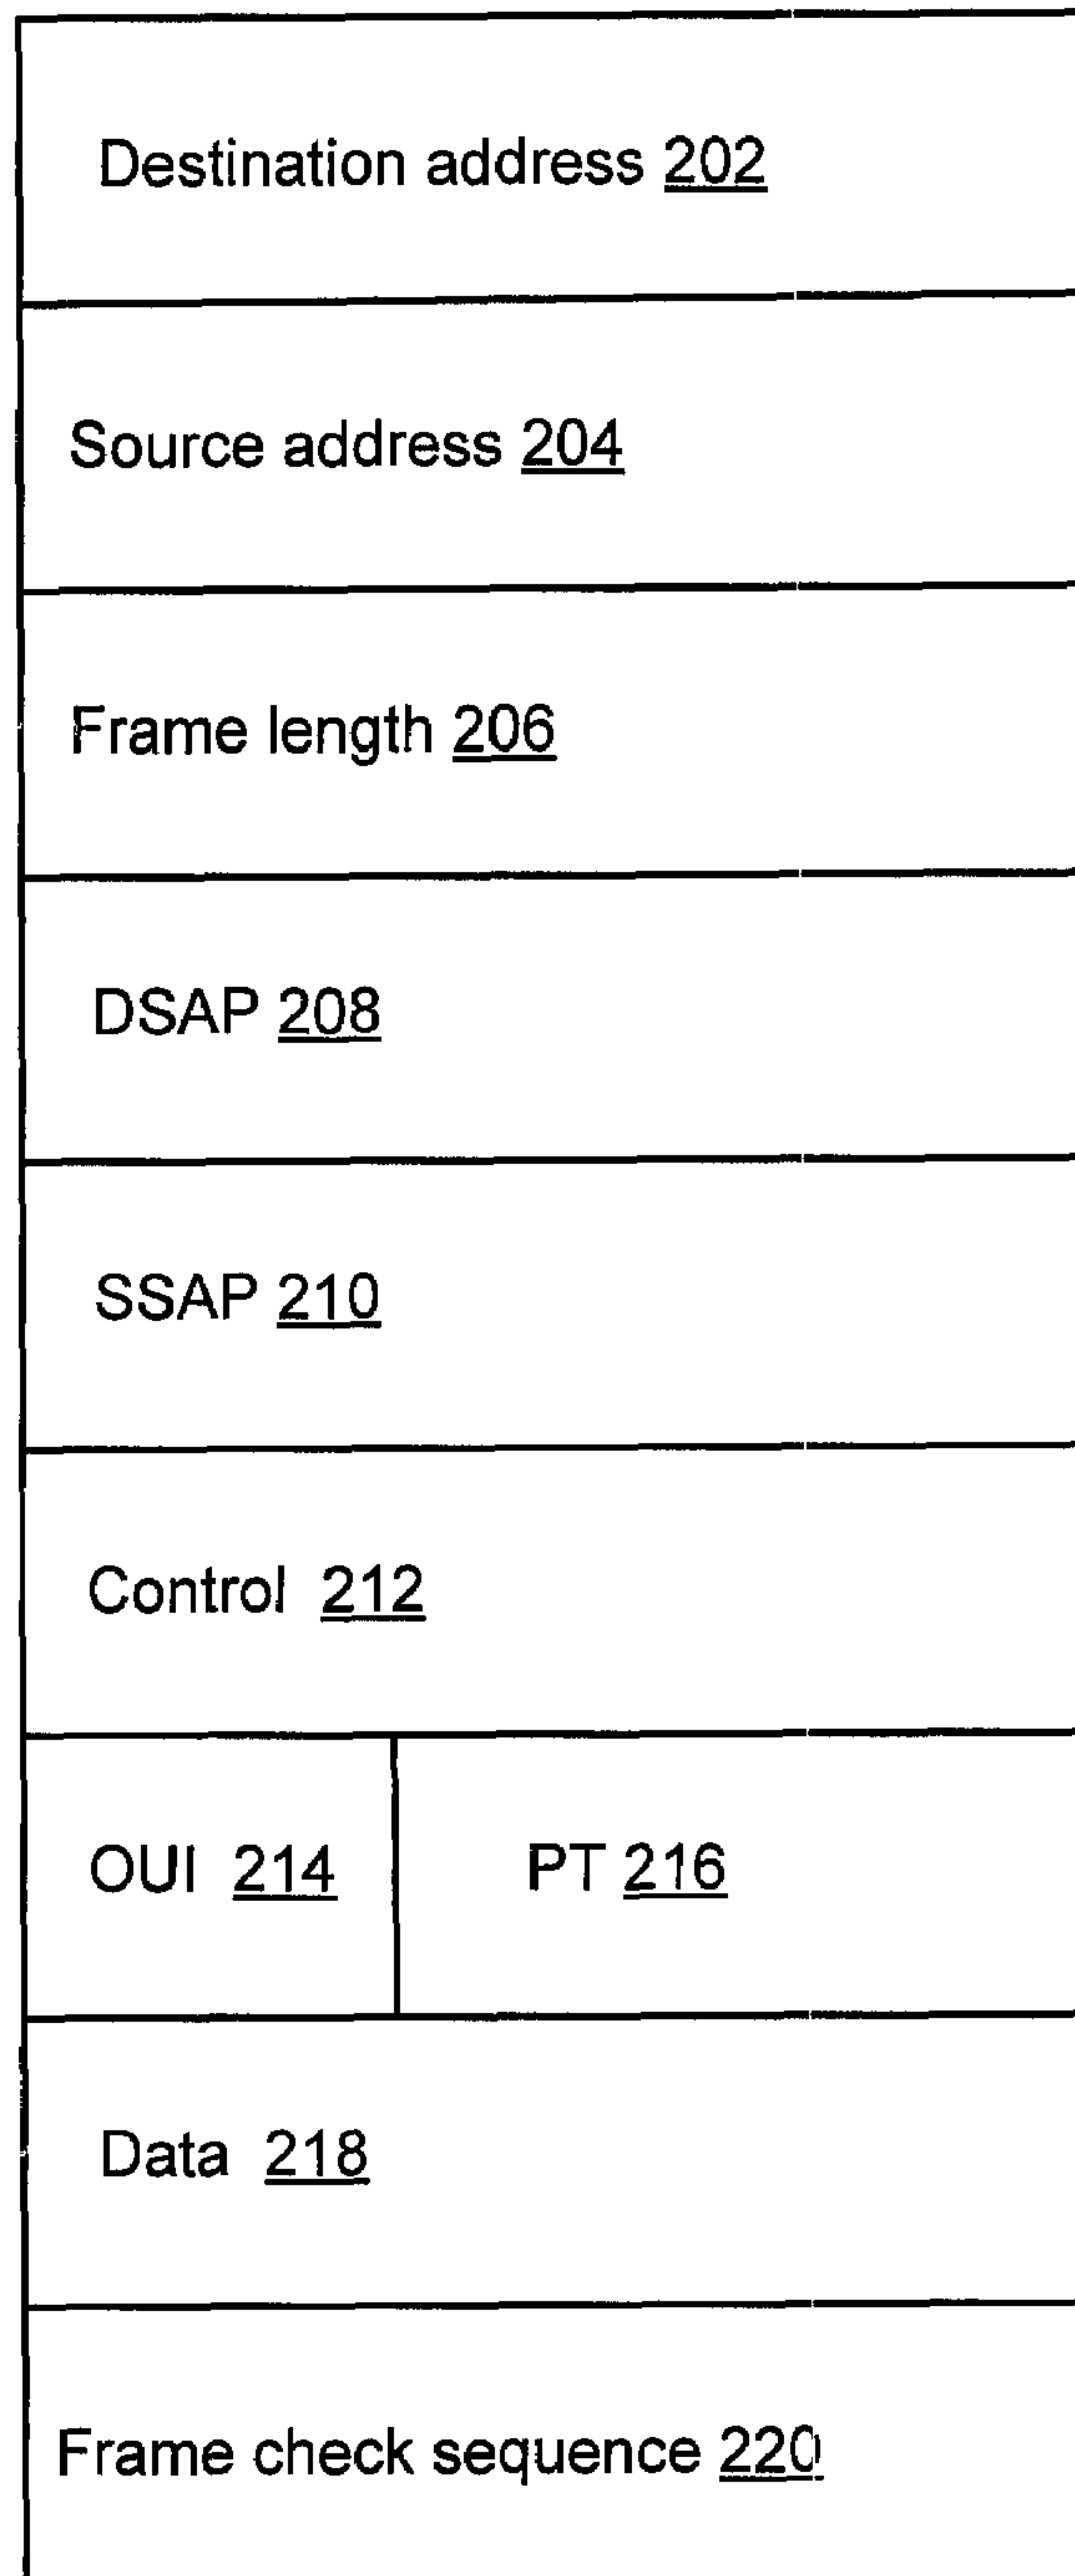 Destination address 202
Source address 204
Frame length 206
DSAP 208
SSAP 210
Control 212
OUI 214 PT 216
Data 218
Frame check sequence 220